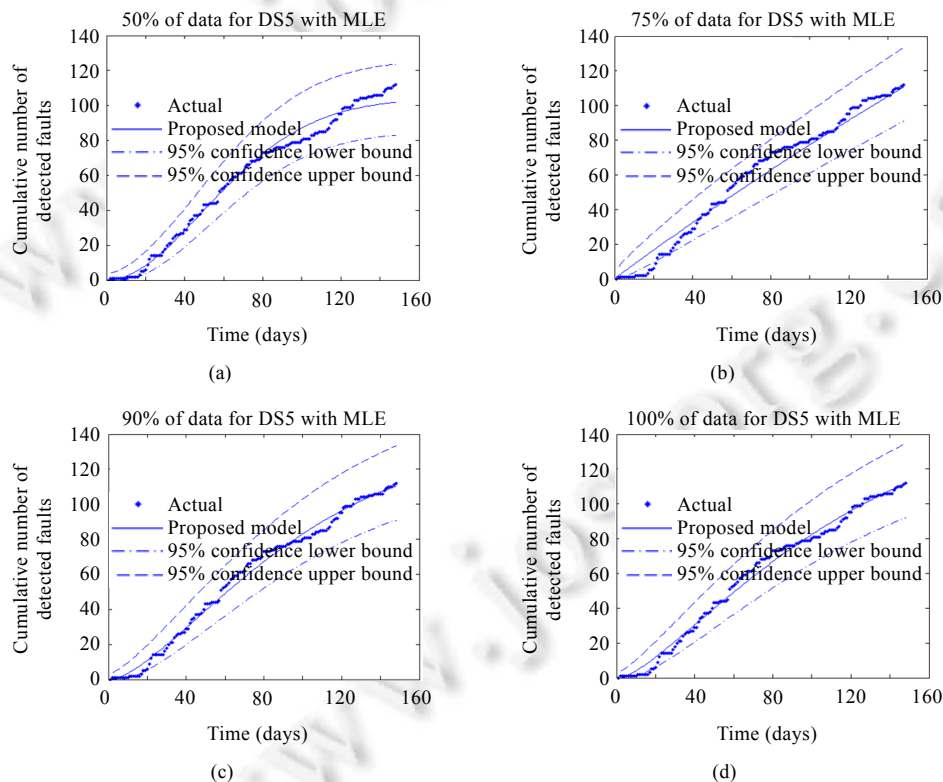 50% of data for DS5 with MLE
140
120
100
80
60
40
20
0
Cumulative number of
detected faults
Actual
Proposed model
95% confidence lower bound
95% confidence upper bound
0 40 80 120 160
Time (days)
(a)
75% of data for DS5 with MLE
140
120
100
80
60
40
20
0
Cumulative number of
detected faults
Actual
Proposed model
95% confidence lower bound
95% confidence upper bound
0 40 80 120 160
Time (days)
(b)
90% of data for DS5 with MLE
140
120
100
80
60
40
20
0
Cumulative number of
detected faults
Actual
Proposed model
95% confidence lower bound
95% confidence upper bound
0 40 80 120 160
Time (days)
(c)
100% of data for DS5 with MLE
140
120
100
80
60
40
20
0
Cumulative number of
detected faults
Actual
Proposed model
95% confidence lower bound
95% confidence upper bound
0 40 80 120 160
Time (days)
(d)